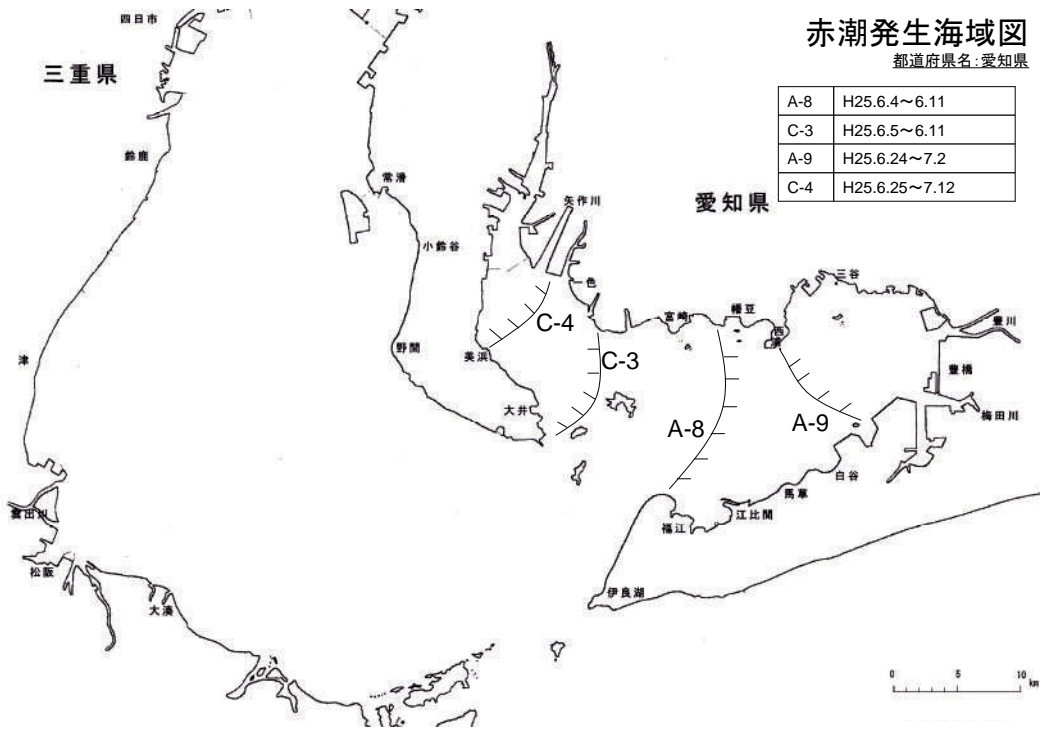 赤潮発生海域図
都道府県名:愛知県
A-8 H25.6.4～6.11
C-3 H25.6.5～6.11
A-9 H25.6.24～7.2
C-4 H25.6.25～7.12
四日市
三重県
鈴鹿
常滑
矢作川
愛知県
小鈴谷
一色
三谷
宮崎
幡豆
西浦
豊川
C-4
美浜
C-3
野間
津
豊橋
大井
A-8
A-9
梅田川
白谷
馬草
江比間
福江
雲出川
松阪
大湊
伊良湖
0 5 10 km